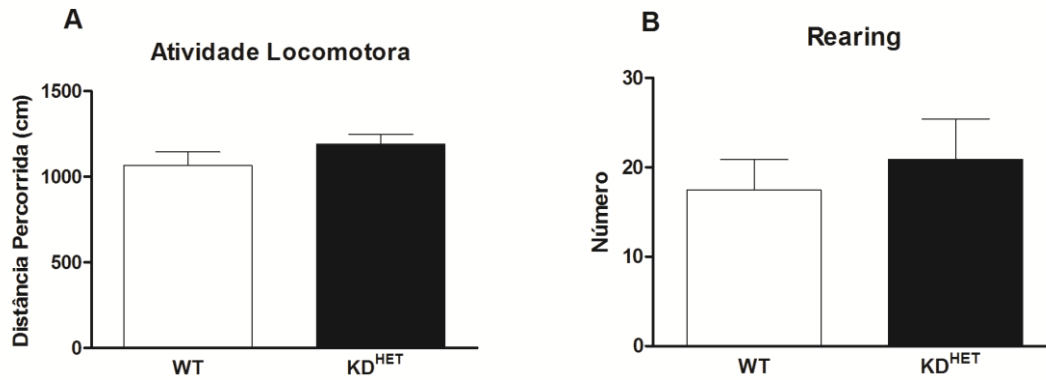 A
Atividade Locomotora
Distância Percorrida (cm)
1500
1000
500
0
WT KD^HET
B
Rearing
Número
30
20
10
0
WT KD^HET